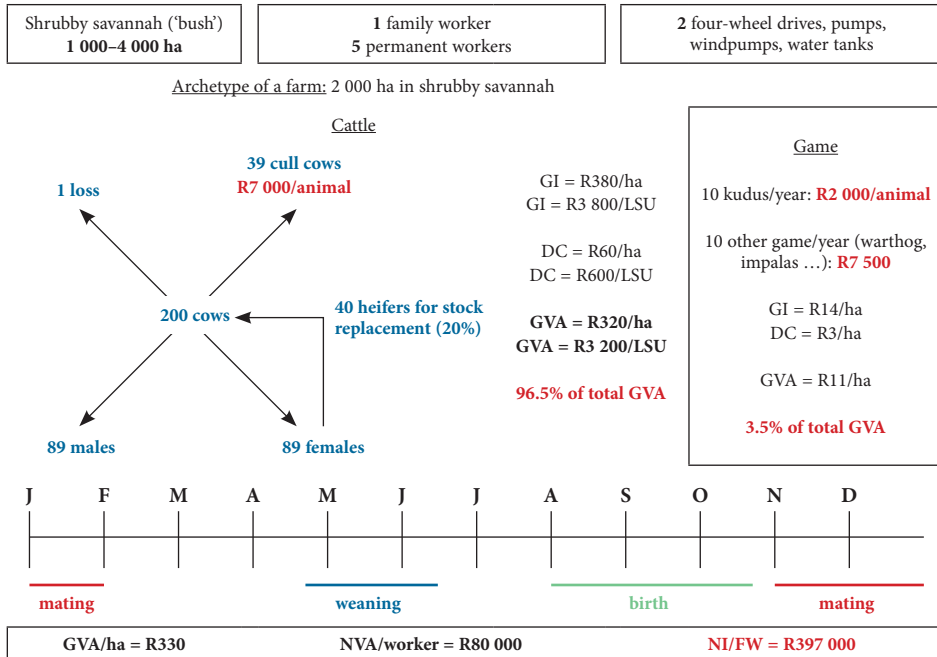 Shrubby savannah (‘bush’)
1 000–4 000 ha
1 family worker
5 permanent workers
2 four-wheel drives, pumps,
windpumps, water tanks
Archetype of a farm: 2 000 ha in shrubby savannah
Cattle
1 loss
39 cull cows
R7 000/animal
200 cows
40 heifers for stock
replacement (20%)
89 males
89 females
GI = R380/ha
GI = R3 800/LSU
DC = R60/ha
DC = R600/LSU
GVA = R320/ha
GVA = R3 200/LSU
96.5% of total GVA
Game
10 kudus/year: R2 000/animal
10 other game/year (warthog,
impalas …): R7 500
GI = R14/ha
DC = R3/ha
GVA = R11/ha
3.5% of total GVA
J F M A M J J A S O N D
mating weaning birth mating
GVA/ha = R330 NVA/worker = R80 000 NI/FW = R397 000